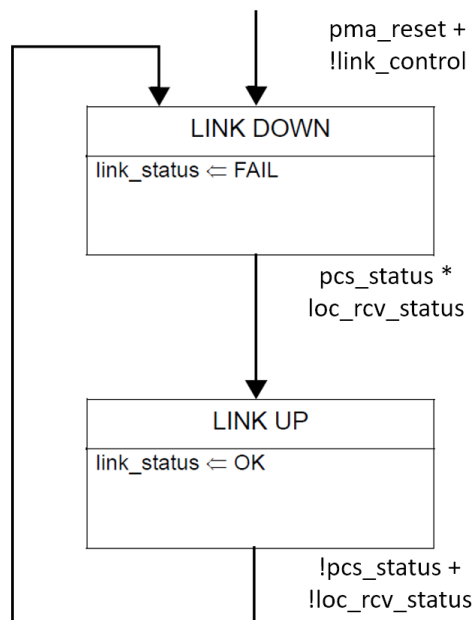 pma_reset +
!link_control
LINK DOWN
link_status ⇐ FAIL
pcs_status *
loc_rcv_status
LINK UP
link_status ⇐ OK
!pcs_status +
!loc_rcv_status